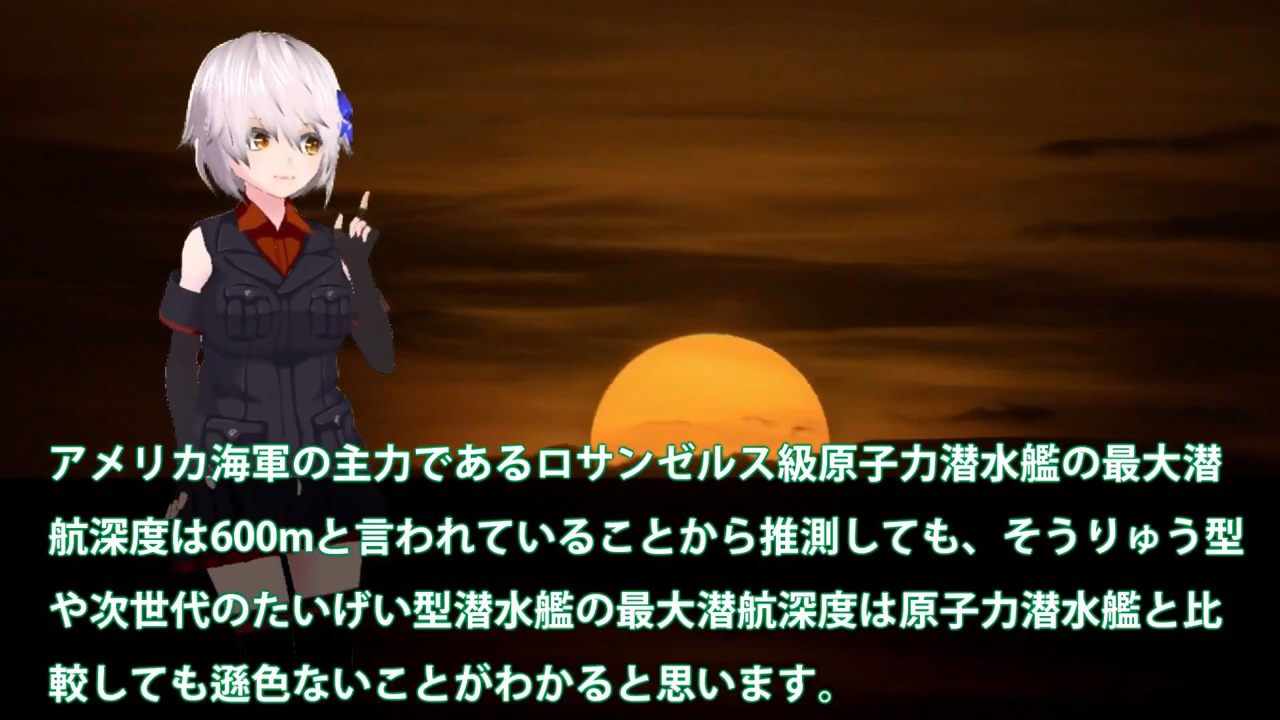 アメリカ海軍の主力であるロサンゼルス級原子力潜水艦の最大潜
航深度は600mと言われていることから推測しても、そうりゅう型
や次世代のたいげい型潜水艦の最大潜航深度は原子力潜水艦と比
較しても遜色ないことがわかると思います。